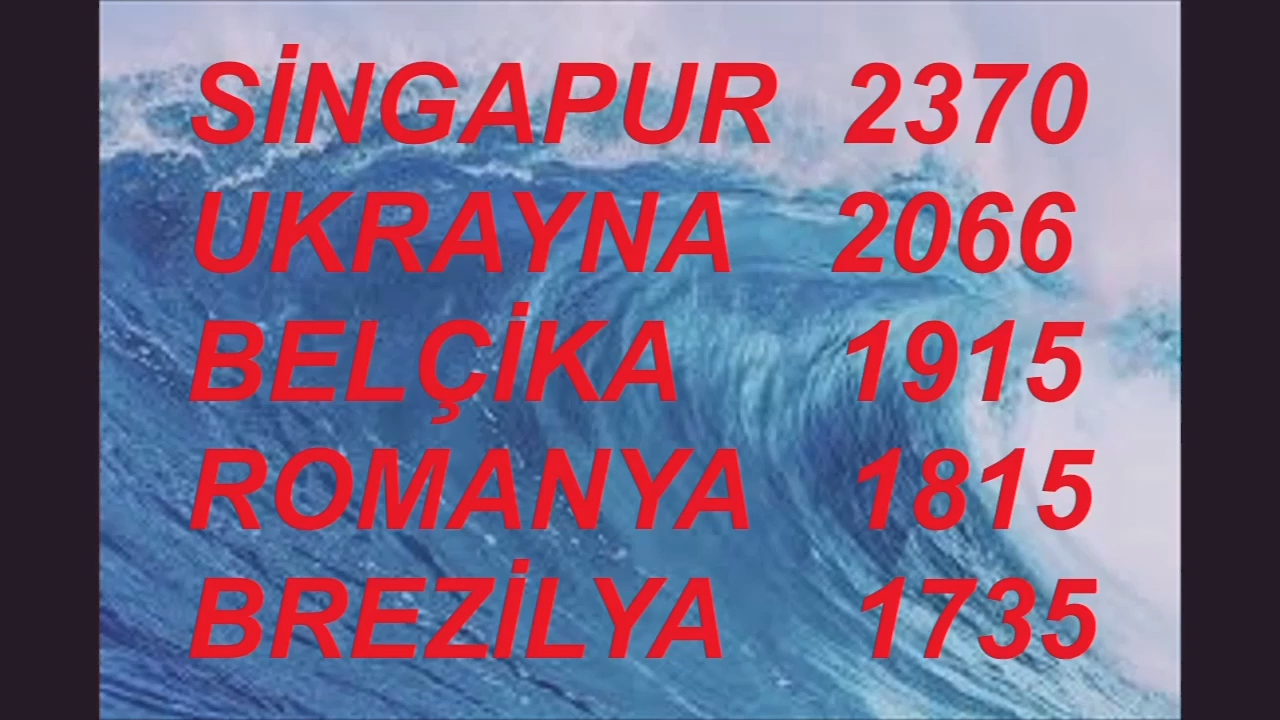 SİNGAPUR 2370
UKRAYNA 2066
BELÇİKA 1915
ROMANYA 1815
BREZİLYA 1735